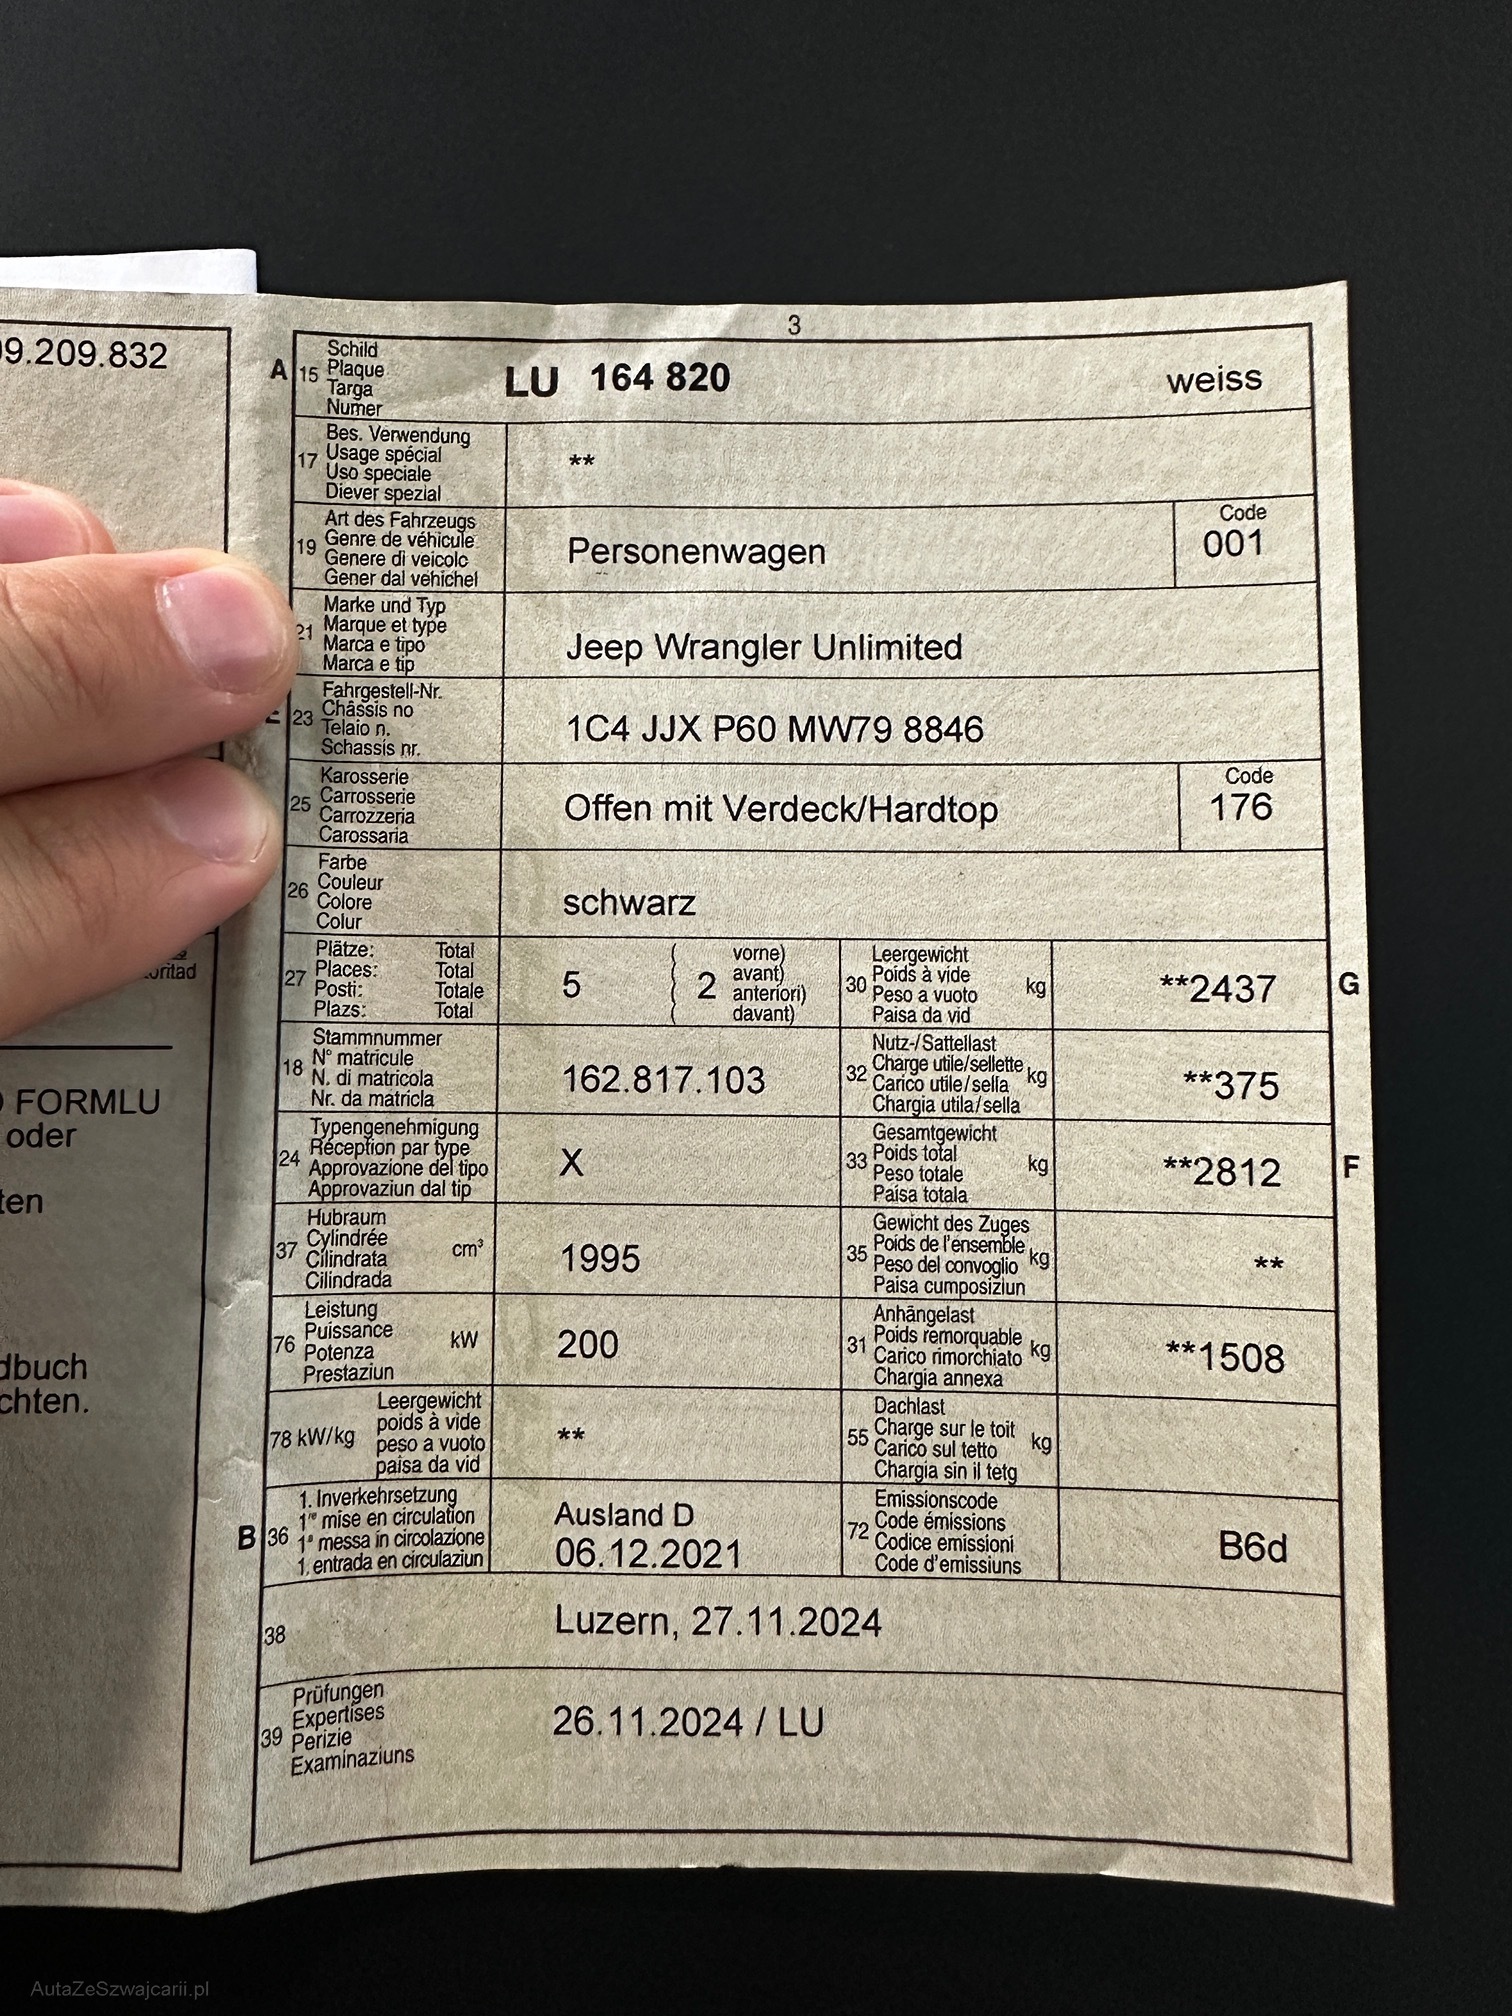 3
09.209.832
A 15 Schild
Plaque
Targa
Numer
LU 164 820 weiss
17 Bes. Verwendung
Usage spécial
Uso speciale
Diever spezial
**
19 Art des Fahrzeugs
Genre de véhicule
Genere di veicolo
Gener dal vehichel
Personenwagen
Code
001
21 Marke und Typ
Marque et type
Marca e tipo
Marca e tip
Jeep Wrangler Unlimited
E 23 Fahrgestell-Nr.
Châssis no
Telaio n.
Schassis nr.
1C4 JJX P60 MW79 8846
25 Karosserie
Carrosserie
Carrozzeria
Carossaria
Offen mit Verdeck/Hardtop
Code
176
26 Farbe
Couleur
Colore
Colur
schwarz
27 Plätze: Total
Places: Total
Posti: Totale
Plazs: Total
5
2
vorne)
avant)
anteriori)
davant)
30 Leergewicht
Poids à vide
Peso a vuoto
Paisa da vid
kg
**2437
G
18 Stammnummer
N° matricule
N. di matricola
Nr. da matricla
162.817.103
32 Nutz-/Sattellast
Charge utile/sellette
Carico utile/sella
Chargia utila/sella
kg
**375
24 Typengenehmigung
Réception par type
Approvazione del tipo
Approvaziun dal tip
X
33 Gesamtgewicht
Poids total
Peso totale
Paisa totala
kg
**2812
F
37 Hubraum
Cylindrée
Cilindrata
Cilindrada
cm³
1995
35 Gewicht des Zuges
Poids de l'ensemble
Peso del convoglio
Paisa cumposiziun
kg
**
76 Leistung
Puissance
Potenza
Prestaziun
kW
200
31 Anhängelast
Poids remorquable
Carico rimorchiato
Chargia annexa
kg
**1508
78 kW/kg
Leergewicht
poids à vide
peso a vuoto
paisa da vid
**
55 Dachlast
Charge sur le toit
Carico sul tetto
Chargia sin il tetg
kg
B 36 1. Inverkehrsetzung
1re mise en circulation
1a messa in circolazione
1. entrada en circulaziun
Ausland D
06.12.2021
72 Emissionscode
Code émissions
Codice emissioni
Code d'emissiuns
B6d
38
Luzern, 27.11.2024
39 Prüfungen
Expertises
Perizie
Examinaziuns
26.11.2024 / LU
FORMLU
oder
dbuch
chten.
AutaZeSzwajcarii.pl